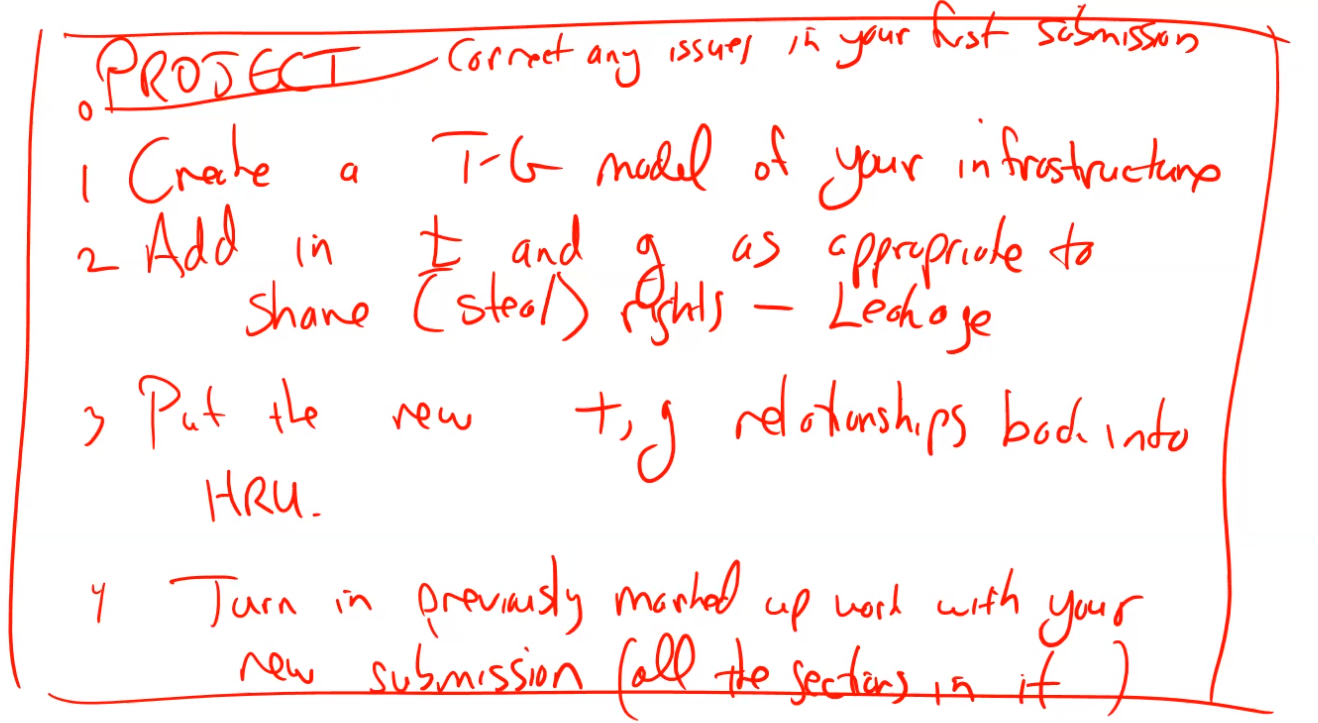 0 PROJECT - Correct any issues in your first submission
1 Create a T-G model of your infrastructure
2 Add in t and g as appropriate to
share (steal) rights - Leakage
3 Put the new t, g relationships back into
HRU.
4 Turn in previously marked up work with your
new submission (all the sections in it)